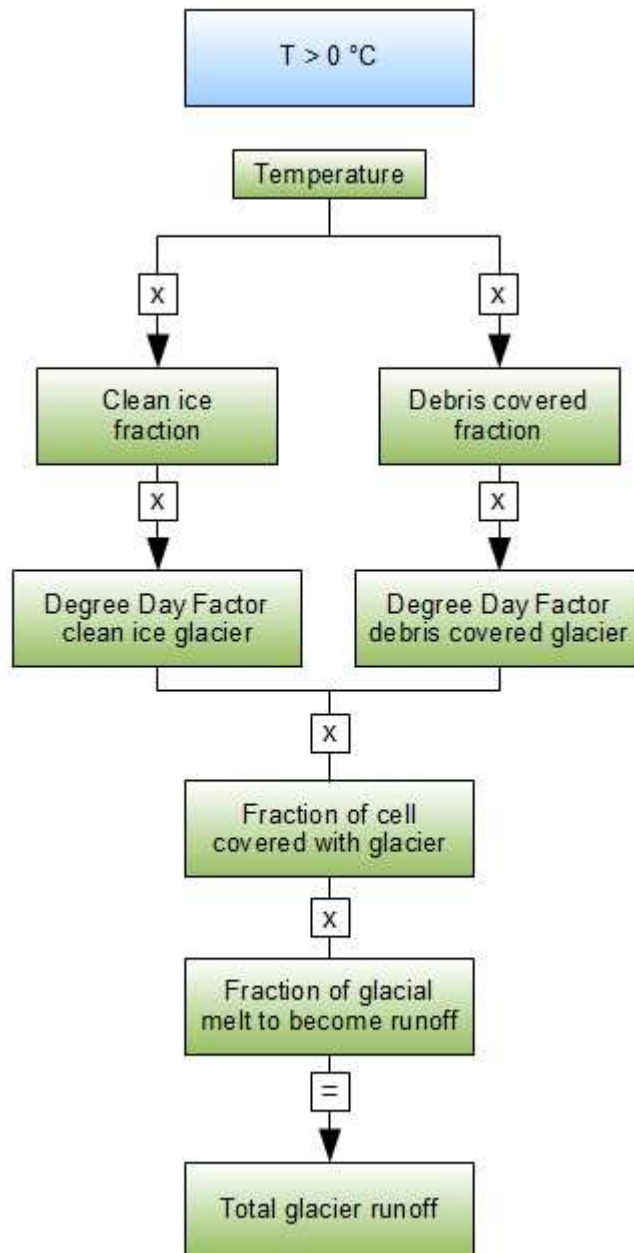 T > 0 °C
Temperature
x
x
Clean ice
fraction
Debris covered
fraction
x
x
Degree Day Factor
clean ice glacier
Degree Day Factor
debris covered glacier
x
Fraction of cell
covered with glacier
x
Fraction of glacial
melt to become runoff
=
Total glacier runoff